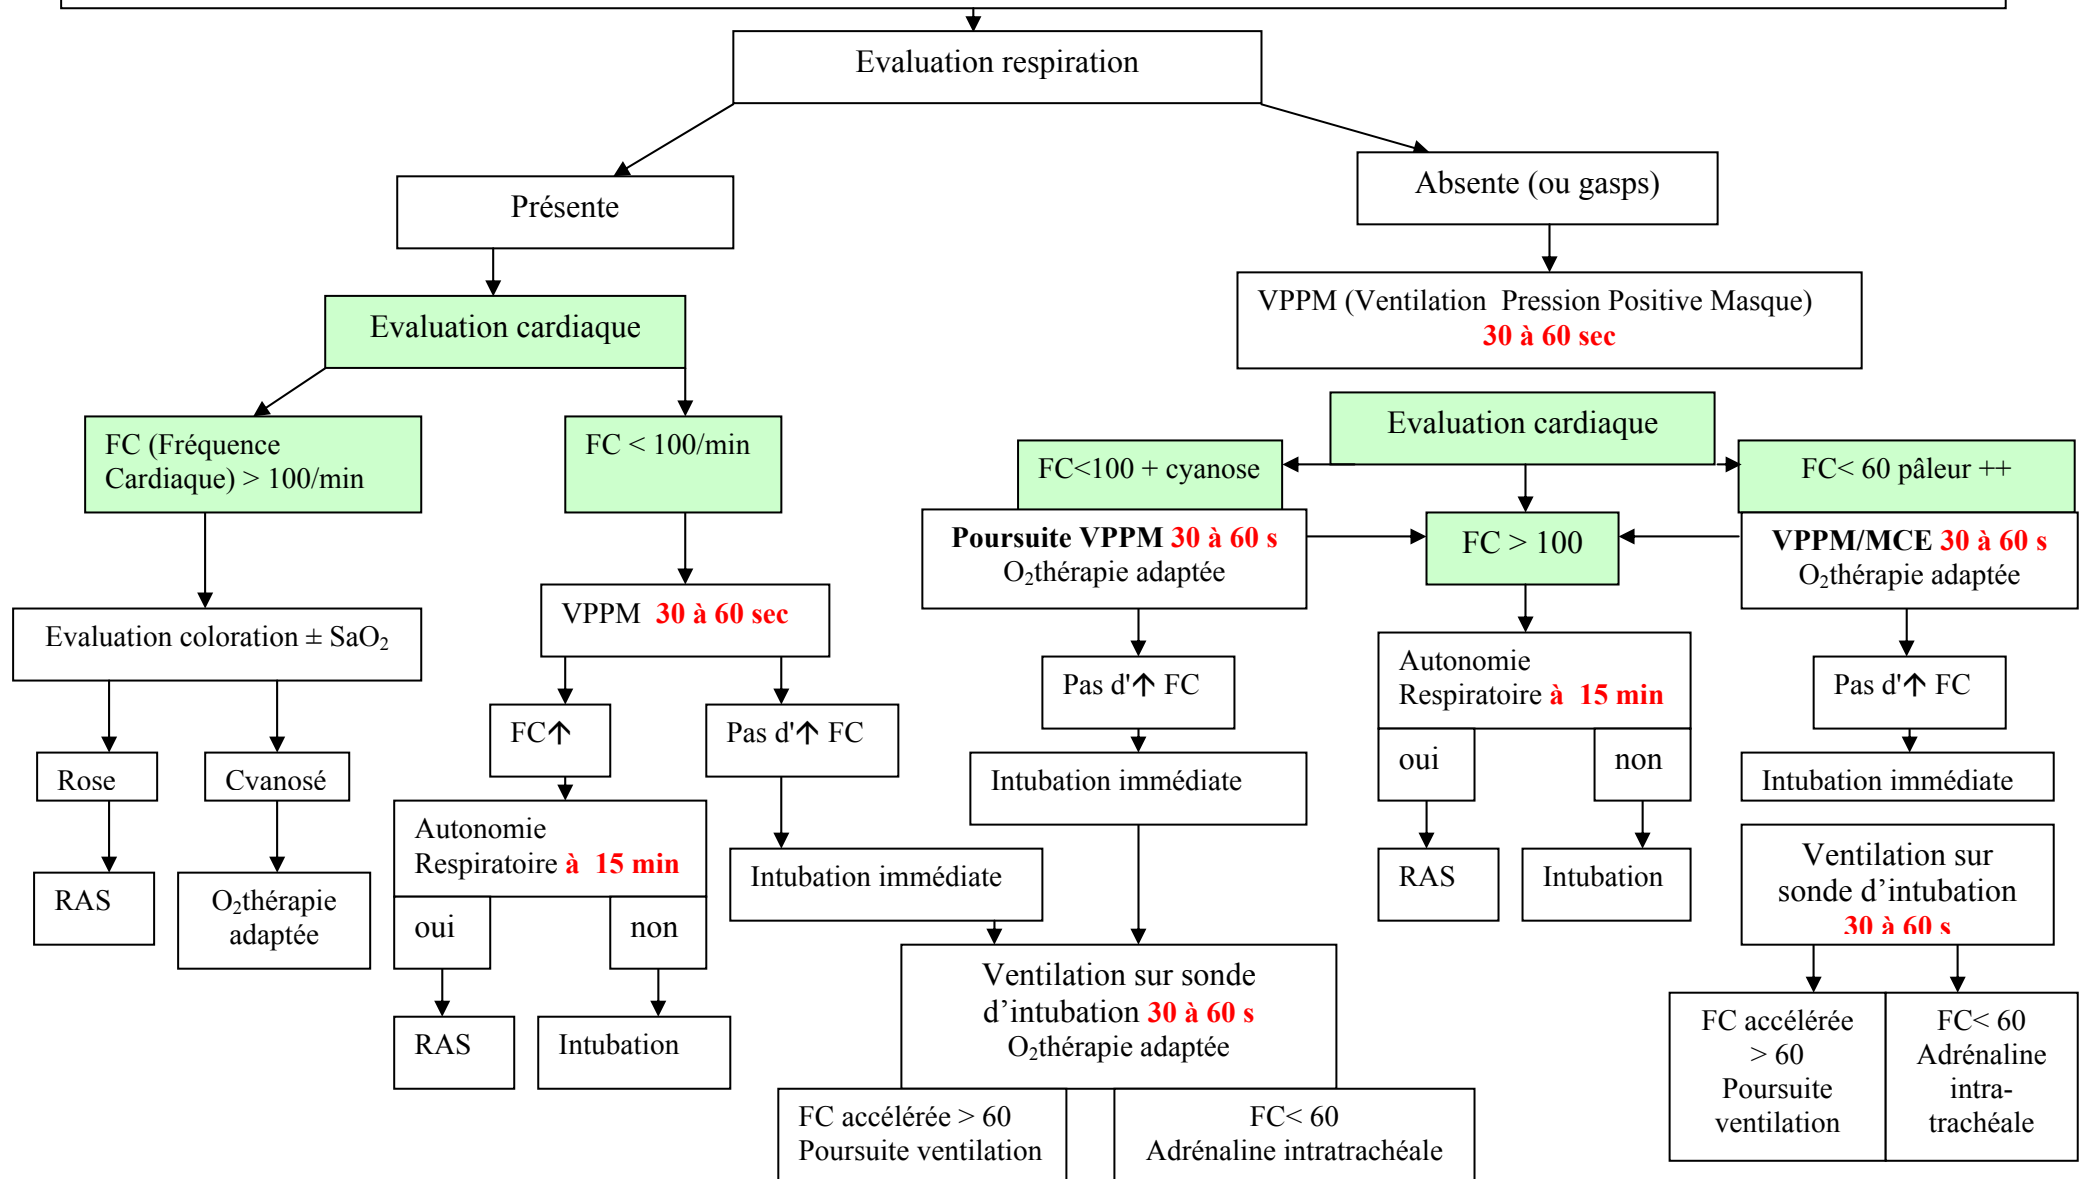 Evaluation respiration
Présente
Absente (ou gasps)
VPPM (Ventilation  Pression Positive Masque)
30 à 60 sec
Evaluation cardiaque
FC (Fréquence
Cardiaque) > 100/min
FC < 100/min
Evaluation cardiaque
FC<100 + cyanose
FC< 60 pâleur ++
Poursuite VPPM 30 à 60 s
O₂thérapie adaptée
FC > 100
VPPM/MCE 30 à 60 s
O₂thérapie adaptée
Evaluation coloration ± SaO₂
VPPM  30 à 60 sec
Pas d'↑ FC
Autonomie
Respiratoire à  15 min
Pas d'↑ FC
FC↑
Pas d'↑ FC
oui
non
Rose
Cyanosé
Intubation immédiate
Intubation immédiate
Autonomie
Respiratoire à  15 min
Intubation immédiate
RAS
Intubation
Ventilation sur
sonde d’intubation
30 à 60 s
RAS
O₂thérapie
adaptée
oui
non
Ventilation sur sonde
d’intubation 30 à 60 s
O₂thérapie adaptée
RAS
Intubation
FC accélérée
> 60
Poursuite
ventilation
FC< 60
Adrénaline
intra-
trachéale
FC accélérée > 60
Poursuite ventilation
FC< 60
Adrénaline intratrachéale